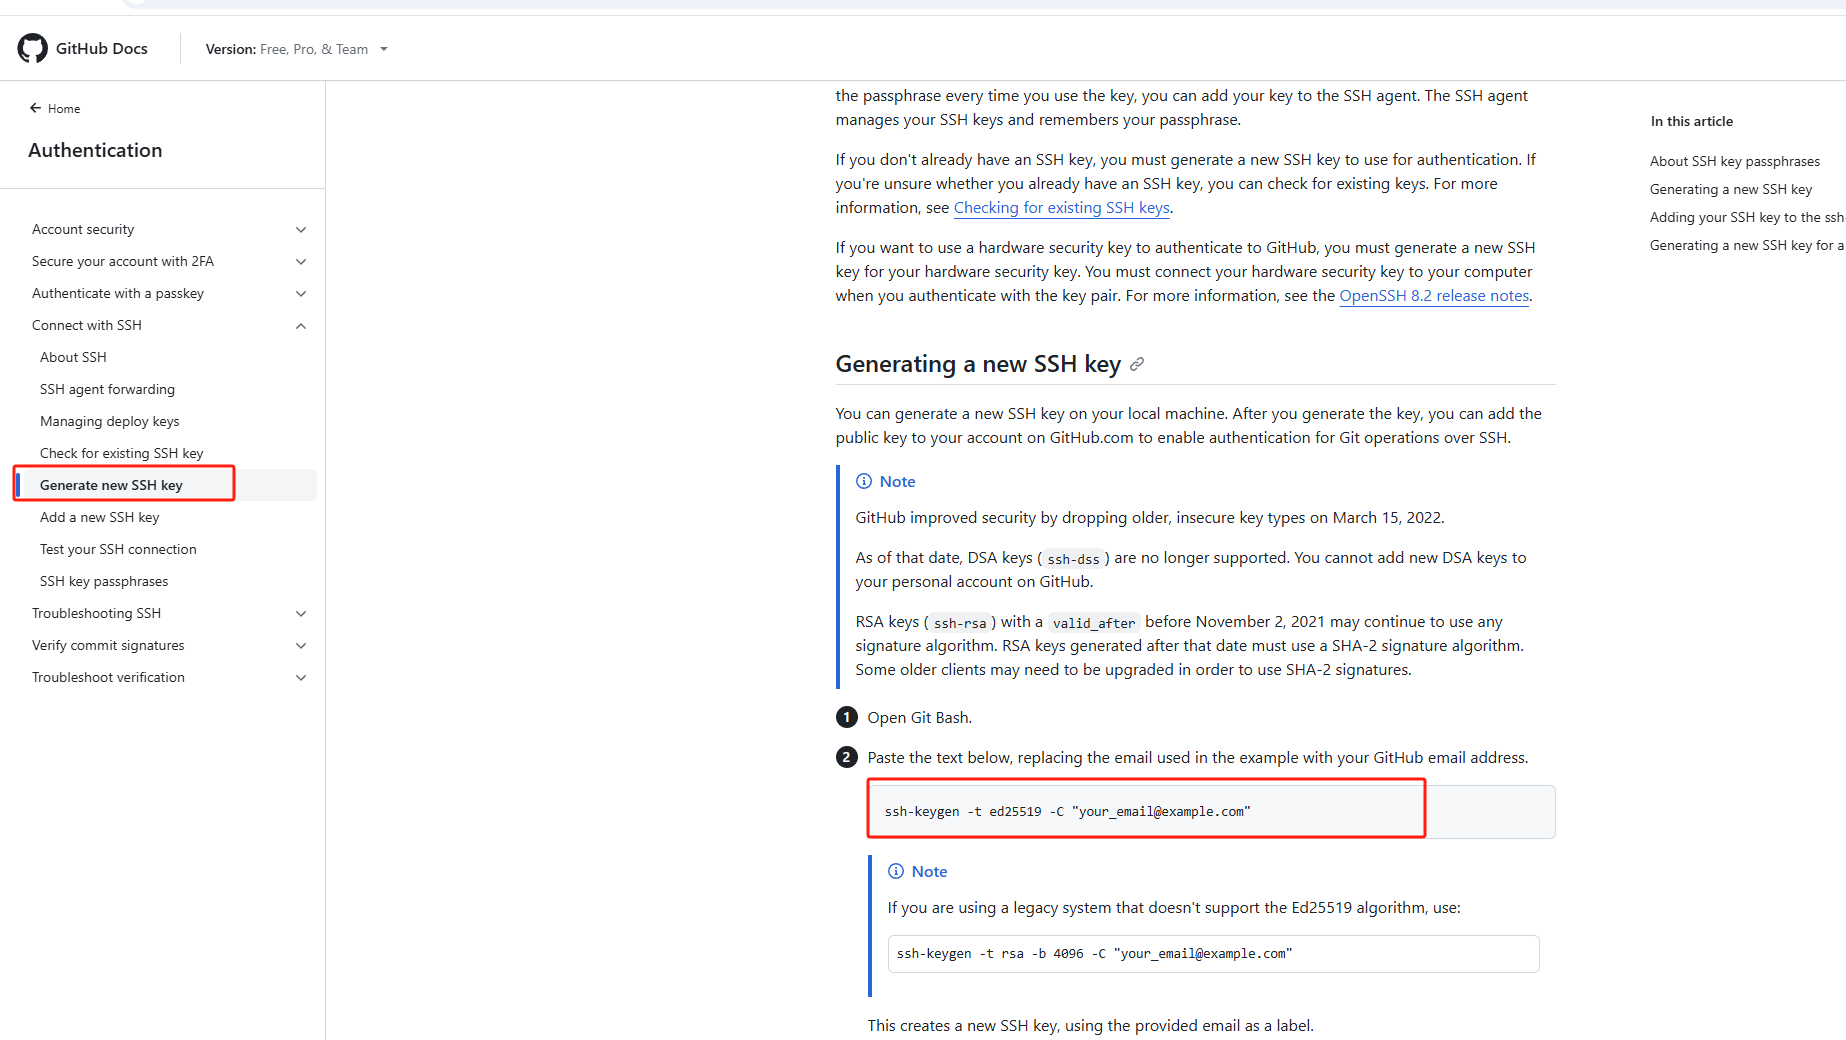 GitHub Docs
Version: Free, Pro, & Team
Home
Authentication
Account security
Secure your account with 2FA
Authenticate with a passkey
Connect with SSH
About SSH
SSH agent forwarding
Managing deploy keys
Check for existing SSH key
Generate new SSH key
Add a new SSH key
Test your SSH connection
SSH key passphrases
Troubleshooting SSH
Verify commit signatures
Troubleshoot verification
the passphrase every time you use the key, you can add your key to the SSH agent. The SSH agent
manages your SSH keys and remembers your passphrase.
If you don't already have an SSH key, you must generate a new SSH key to use for authentication. If
you're unsure whether you already have an SSH key, you can check for existing keys. For more
information, see Checking for existing SSH keys.
If you want to use a hardware security key to authenticate to GitHub, you must generate a new SSH
key for your hardware security key. You must connect your hardware security key to your computer
when you authenticate with the key pair. For more information, see the OpenSSH 8.2 release notes.
Generating a new SSH key
You can generate a new SSH key on your local machine. After you generate the key, you can add the
public key to your account on GitHub.com to enable authentication for Git operations over SSH.
Note
GitHub improved security by dropping older, insecure key types on March 15, 2022.
As of that date, DSA keys (ssh-dss) are no longer supported. You cannot add new DSA keys to
your personal account on GitHub.
RSA keys (ssh-rsa) with a valid_after before November 2, 2021 may continue to use any
signature algorithm. RSA keys generated after that date must use a SHA-2 signature algorithm.
Some older clients may need to be upgraded in order to use SHA-2 signatures.
1 Open Git Bash.
2 Paste the text below, replacing the email used in the example with your GitHub email address.
ssh-keygen -t ed25519 -C "your_email@example.com"
Note
If you are using a legacy system that doesn't support the Ed25519 algorithm, use:
ssh-keygen -t rsa -b 4096 -C "your_email@example.com"
This creates a new SSH key, using the provided email as a label.
In this article
About SSH key passphrases
Generating a new SSH key
Adding your SSH key to the ssh-
Generating a new SSH key for a